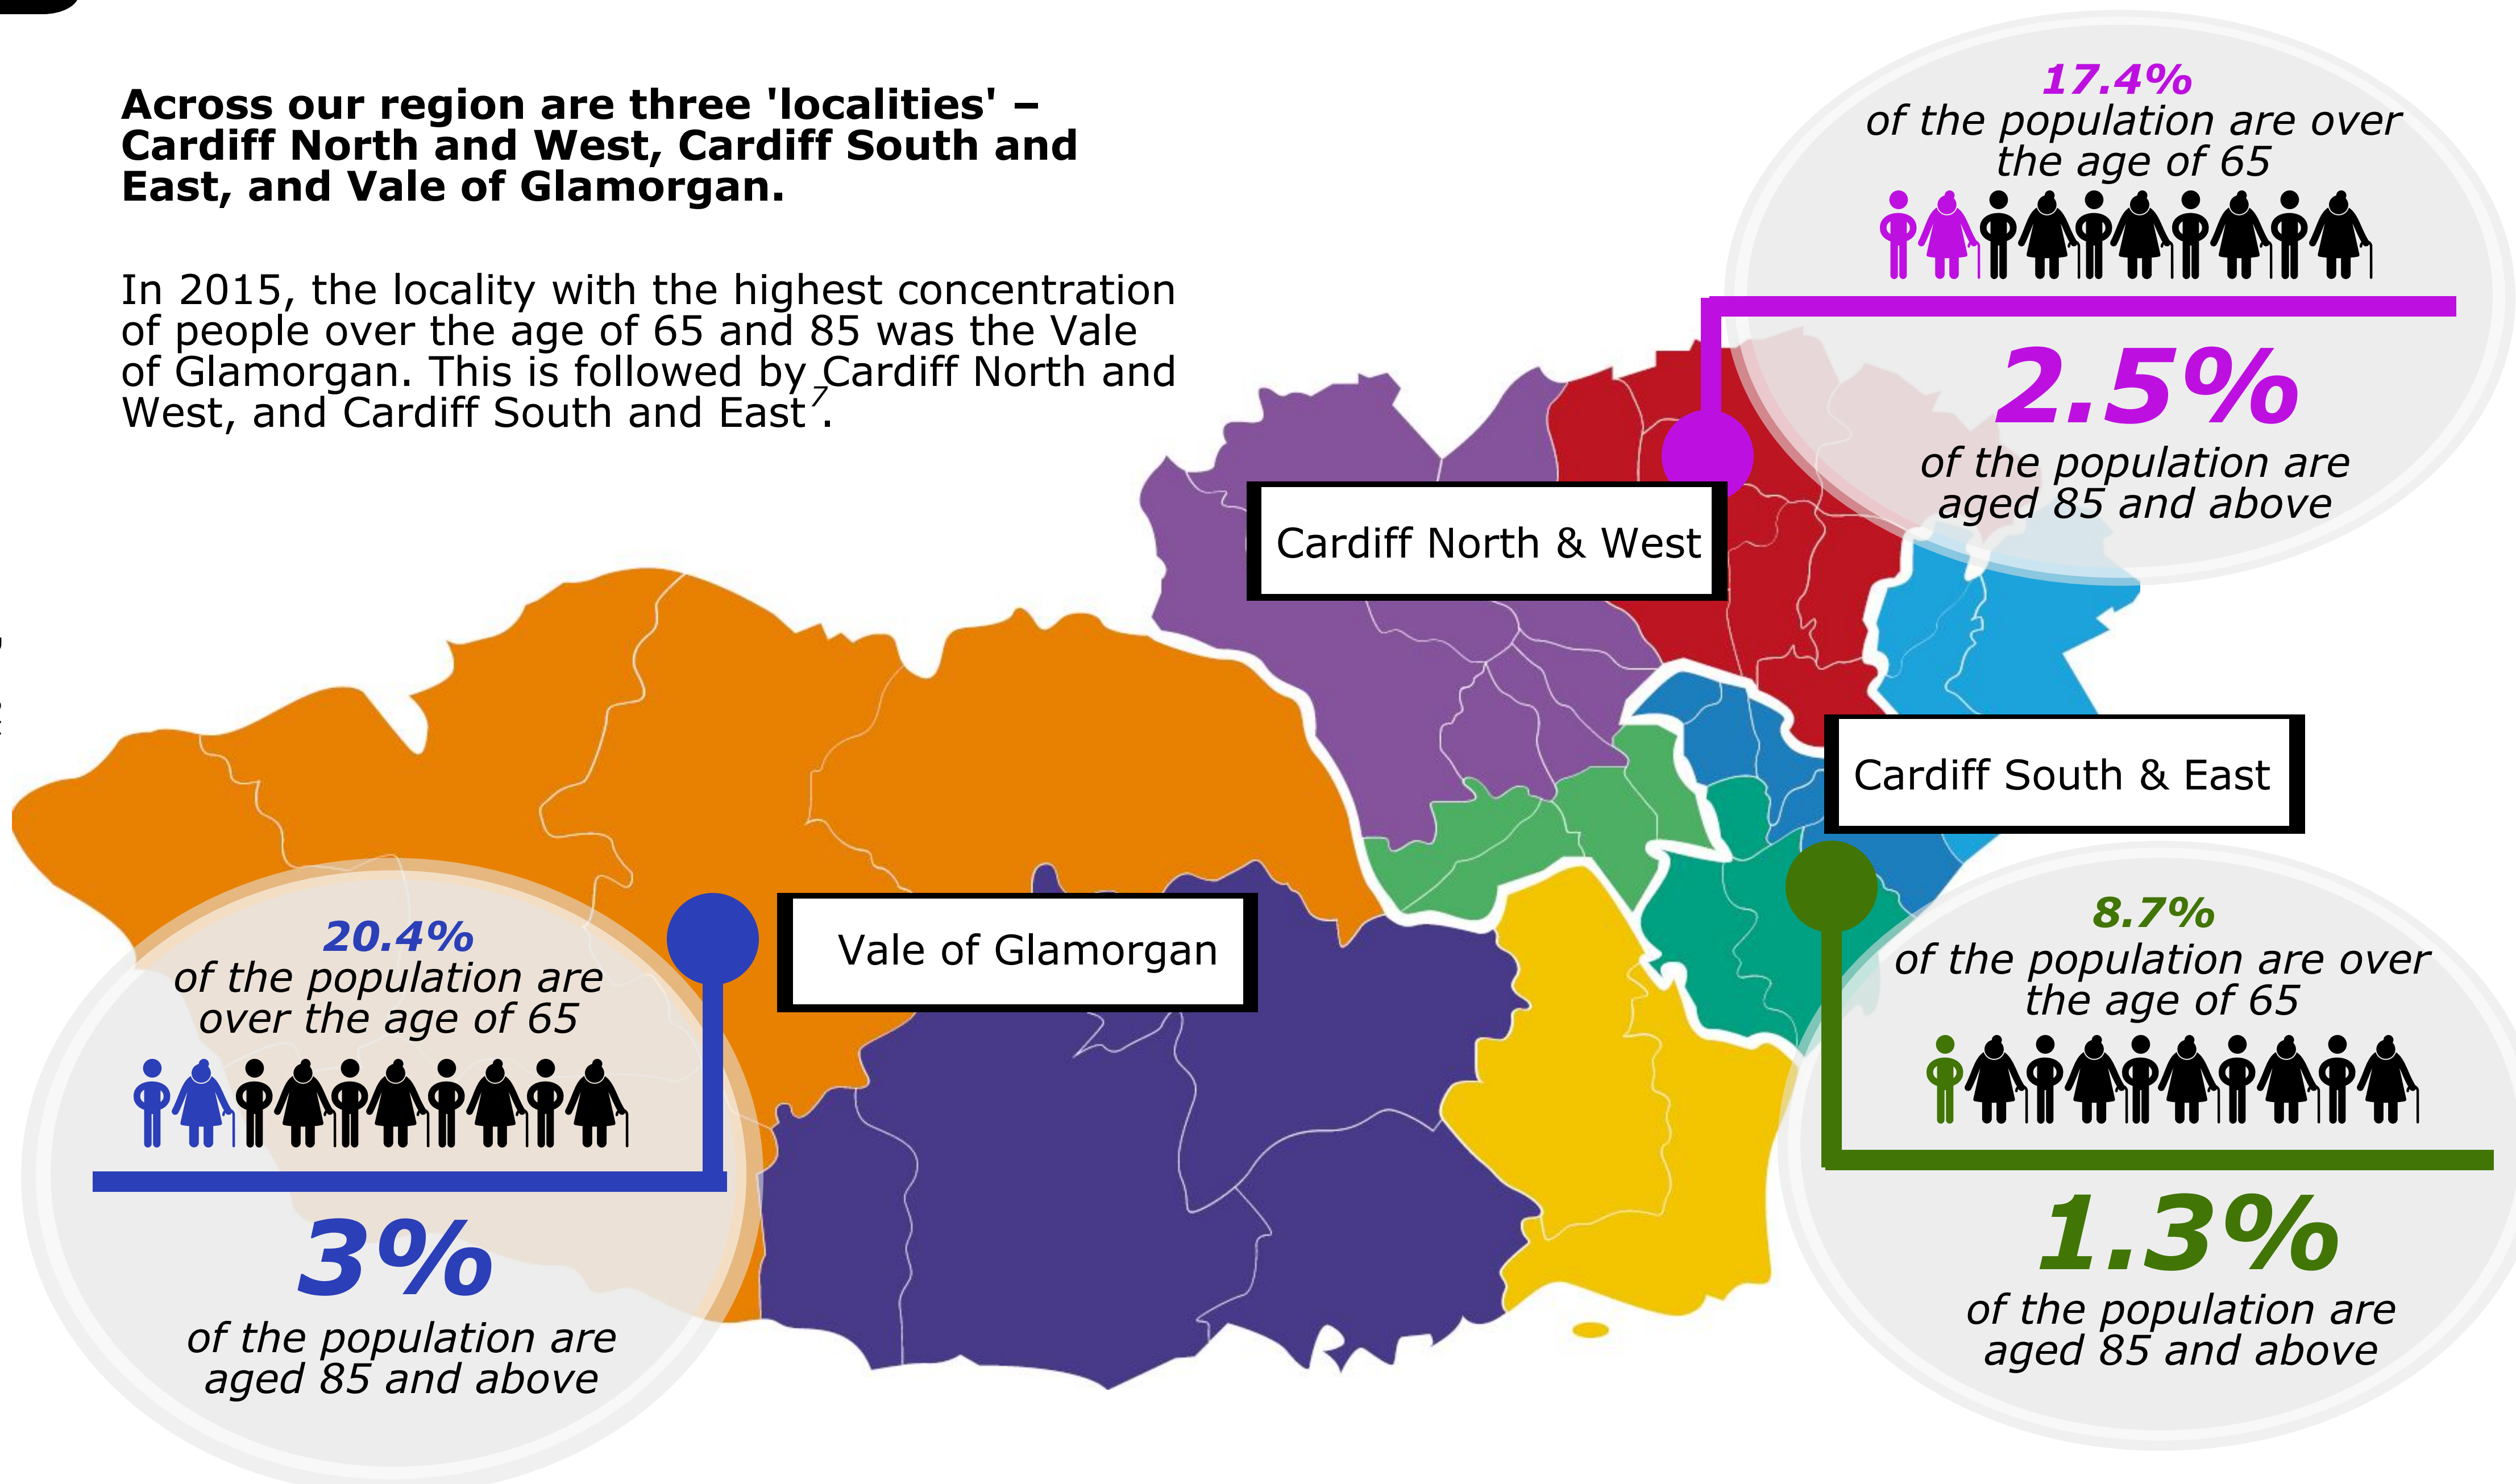 Across our region are three 'localities' –
Cardiff North and West, Cardiff South and
East, and Vale of Glamorgan.
In 2015, the locality with the highest concentration
of people over the age of 65 and 85 was the Vale
of Glamorgan. This is followed by Cardiff North and
West, and Cardiff South and East⁷.
17.4%
of the population are over
the age of 65
2.5%
of the population are
aged 85 and above
Cardiff North & West
Cardiff South & East
Vale of Glamorgan
20.4%
of the population are
over the age of 65
3%
of the population are
aged 85 and above
8.7%
of the population are over
the age of 65
1.3%
of the population are
aged 85 and above